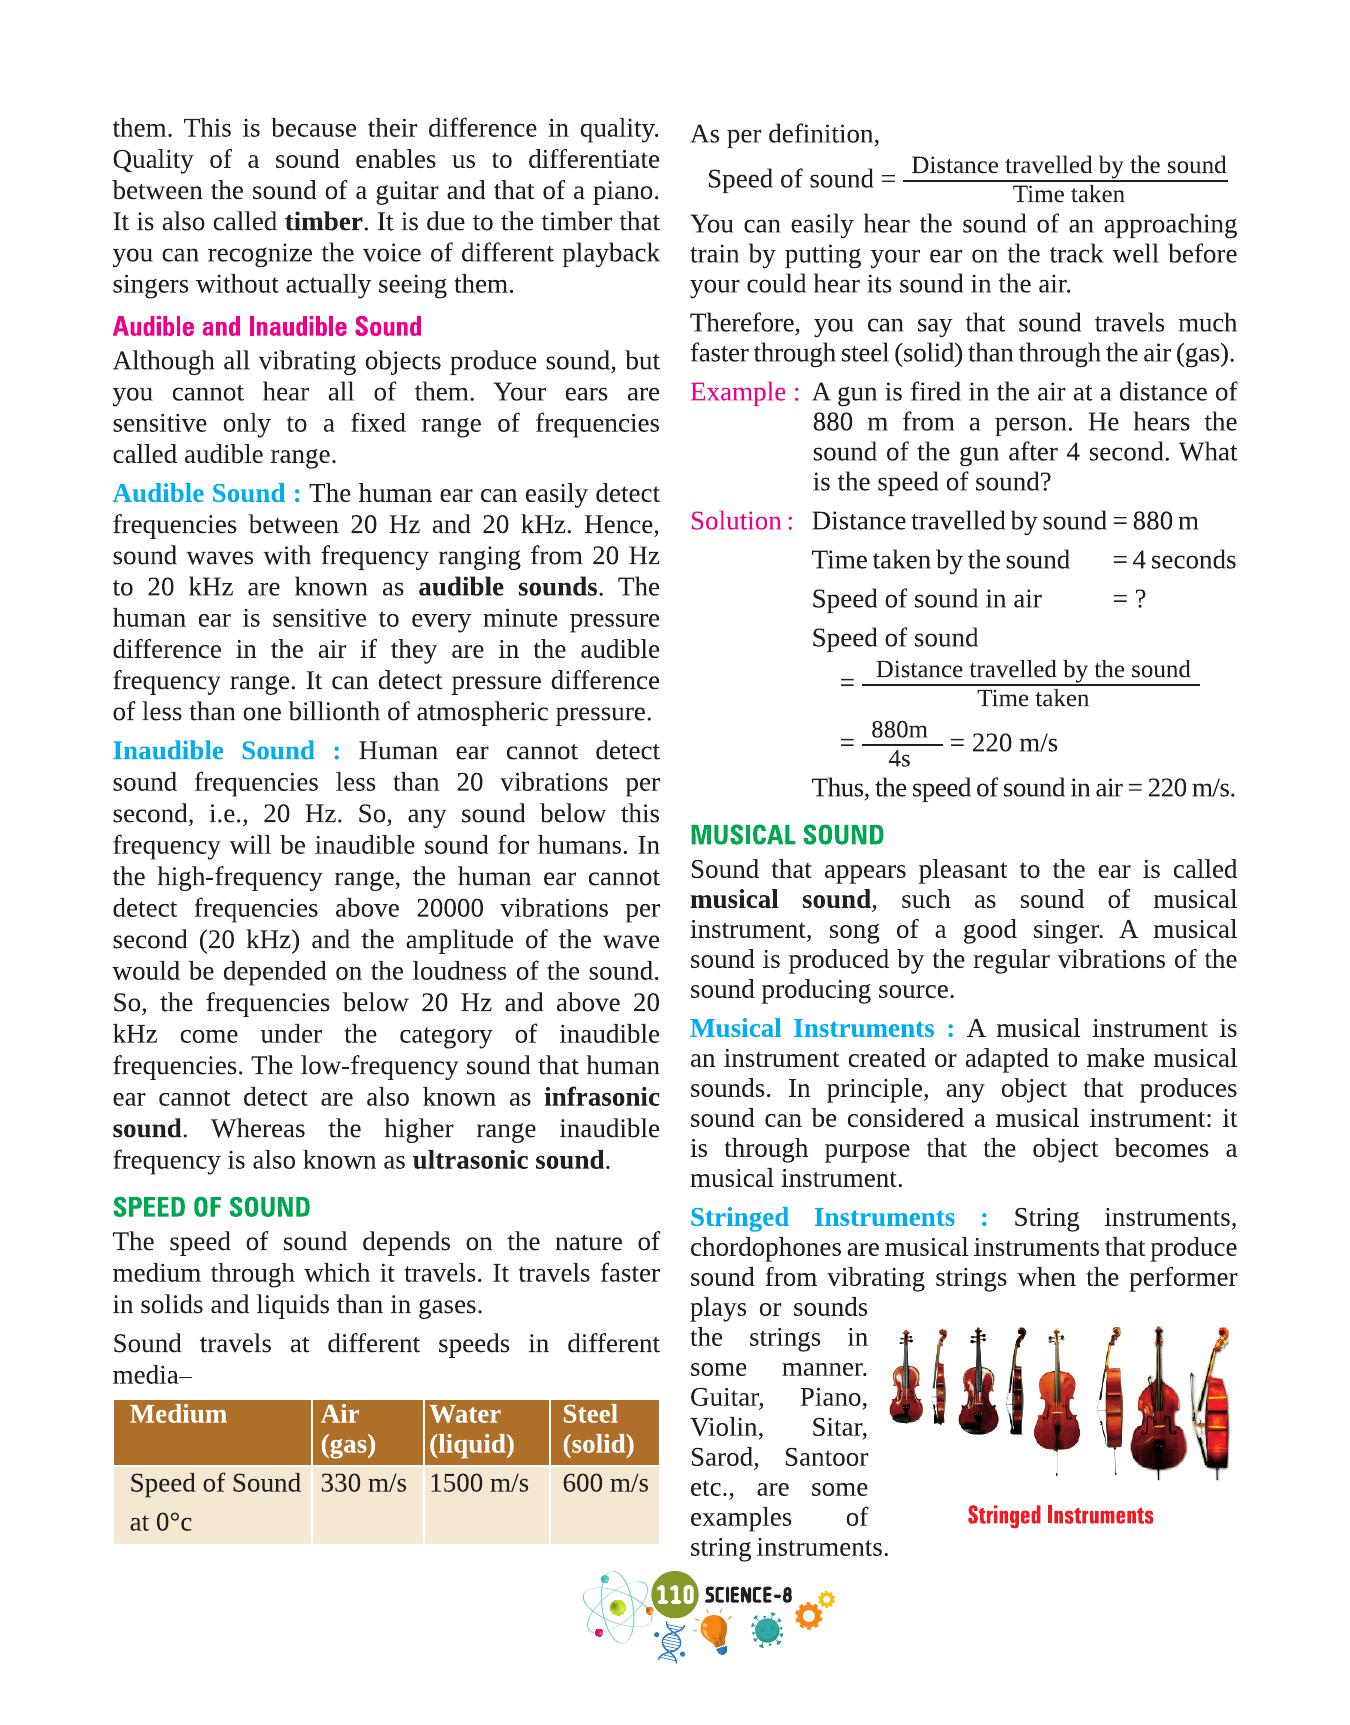 them. This is because their difference in quality.
Quality of a sound enables us to differentiate
between the sound of a guitar and that of a piano.
It is also called timber. It is due to the timber that
you can recognize the voice of different playback
singers without actually seeing them.
Audible and Inaudible Sound
Although all vibrating objects produce sound, but
you cannot hear all of them. Your ears are
sensitive only to a fixed range of frequencies
called audible range.
Audible Sound : The human ear can easily detect
frequencies between 20 Hz and 20 kHz. Hence,
sound waves with frequency ranging from 20 Hz
to 20 kHz are known as audible sounds. The
human ear is sensitive to every minute pressure
difference in the air if they are in the audible
frequency range. It can detect pressure difference
of less than one billionth of atmospheric pressure.
Inaudible Sound : Human ear cannot detect
sound frequencies less than 20 vibrations per
second, i.e., 20 Hz. So, any sound below this
frequency will be inaudible sound for humans. In
the high-frequency range, the human ear cannot
detect frequencies above 20000 vibrations per
second (20 kHz) and the amplitude of the wave
would be depended on the loudness of the sound.
So, the frequencies below 20 Hz and above 20
kHz come under the category of inaudible
frequencies. The low-frequency sound that human
ear cannot detect are also known as infrasonic
sound. Whereas the higher range inaudible
frequency is also known as ultrasonic sound.
SPEED OF SOUND
The speed of sound depends on the nature of
medium through which it travels. It travels faster
in solids and liquids than in gases.
Sound travels at different speeds in different
media–
Medium Air Water Steel
(gas) (liquid) (solid)
Speed of Sound 330 m/s 1500 m/s 600 m/s
at 0°c
As per definition,
Speed of sound = Distance travelled by the sound
Time taken
You can easily hear the sound of an approaching
train by putting your ear on the track well before
your could hear its sound in the air.
Therefore, you can say that sound travels much
faster through steel (solid) than through the air (gas).
Example : A gun is fired in the air at a distance of
880 m from a person. He hears the
sound of the gun after 4 second. What
is the speed of sound?
Solution : Distance travelled by sound = 880 m
Time taken by the sound = 4 seconds
Speed of sound in air = ?
Speed of sound
= Distance travelled by the sound
Time taken
= 880m = 220 m/s
4s
Thus, the speed of sound in air = 220 m/s.
MUSICAL SOUND
Sound that appears pleasant to the ear is called
musical sound, such as sound of musical
instrument, song of a good singer. A musical
sound is produced by the regular vibrations of the
sound producing source.
Musical Instruments : A musical instrument is
an instrument created or adapted to make musical
sounds. In principle, any object that produces
sound can be considered a musical instrument: it
is through purpose that the object becomes a
musical instrument.
Stringed Instruments : String instruments,
chordophones are musical instruments that produce
sound from vibrating strings when the performer
plays or sounds
the strings in
some manner.
Guitar, Piano,
Violin, Sitar,
Sarod, Santoor
etc., are some
examples of
string instruments.
Stringed Instruments
110 SCIENCE-8